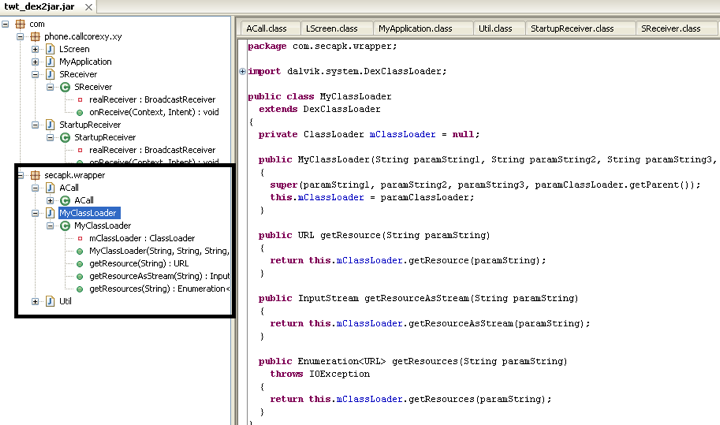 twt_dex2jar.jar
com
phone.callcorexy.xy
LScreen
MyApplication
SReceiver
SReceiver
realReceiver : BroadcastReceiver
onReceive(Context, Intent) : void
StartupReceiver
StartupReceiver
realReceiver : BroadcastReceiver
onReceive(Context, Intent) : void
secapk.wrapper
ACall
ACall
MyClassLoader
MyClassLoader
mClassLoader : ClassLoader
MyClassLoader(String, String, String,
getResource(String) : URL
getResourceAsStream(String) : Input
getResources(String) : Enumeration<
Util
ACall.class LScreen.class MyApplication.class Util.class StartupReceiver.class SReceiver.class
package com.secapk.wrapper;
import dalvik.system.DexClassLoader;
public class MyClassLoader
extends DexClassLoader
{
private ClassLoader mClassLoader = null;
public MyClassLoader(String paramString1, String paramString2, String paramString3,
{
super(paramString1, paramString2, paramString3, paramClassLoader.getParent());
this.mClassLoader = paramClassLoader;
}
public URL getResource(String paramString)
{
return this.mClassLoader.getResource(paramString);
}
public InputStream getResourceAsStream(String paramString)
{
return this.mClassLoader.getResourceAsStream(paramString);
}
public Enumeration<URL> getResources(String paramString)
throws IOException
{
return this.mClassLoader.getResources(paramString);
}
}